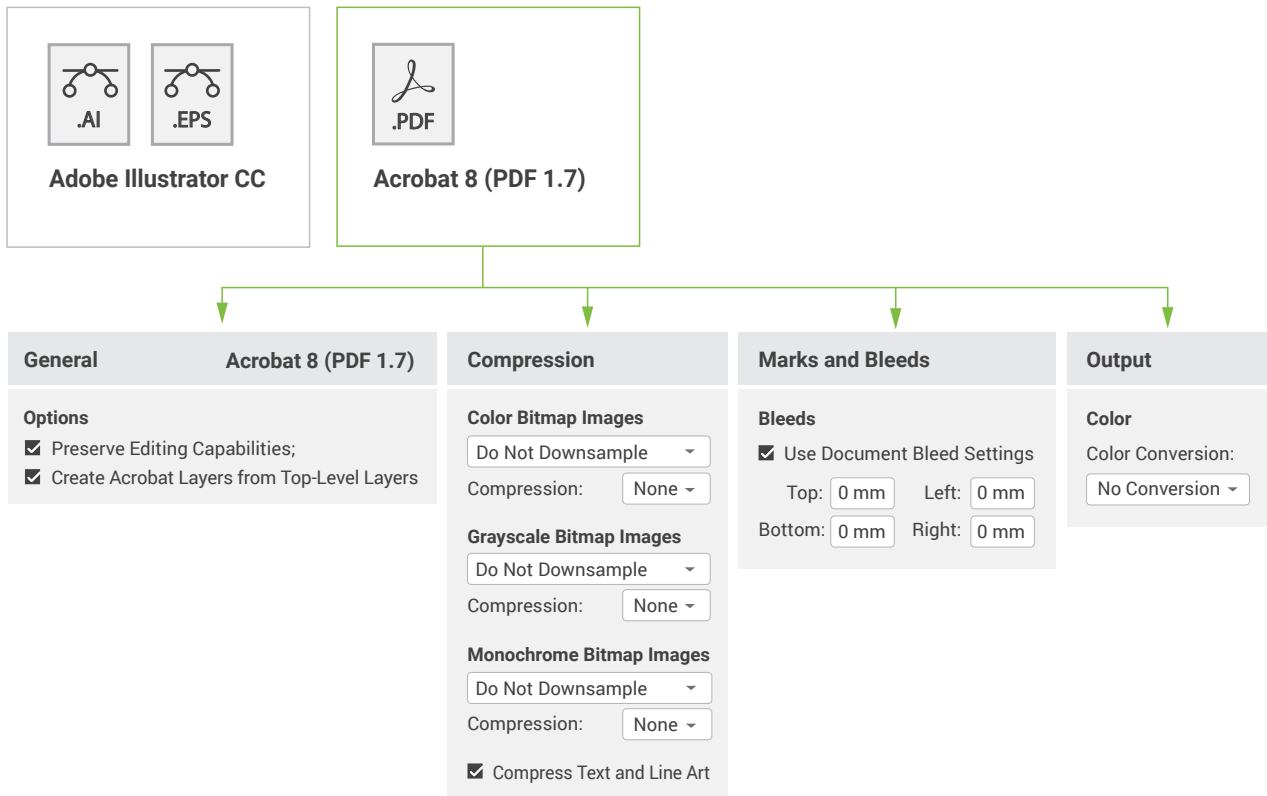 .AI
.EPS
Adobe Illustrator CC
.PDF
Acrobat 8 (PDF 1.7)
General Acrobat 8 (PDF 1.7)
Options
Preserve Editing Capabilities;
Create Acrobat Layers from Top-Level Layers
Compression
Color Bitmap Images
Do Not Downsample
Compression: None
Grayscale Bitmap Images
Do Not Downsample
Compression: None
Monochrome Bitmap Images
Do Not Downsample
Compression: None
Compress Text and Line Art
Marks and Bleeds
Bleeds
Use Document Bleed Settings
Top: 0 mm Left: 0 mm
Bottom: 0 mm Right: 0 mm
Output
Color
Color Conversion:
No Conversion